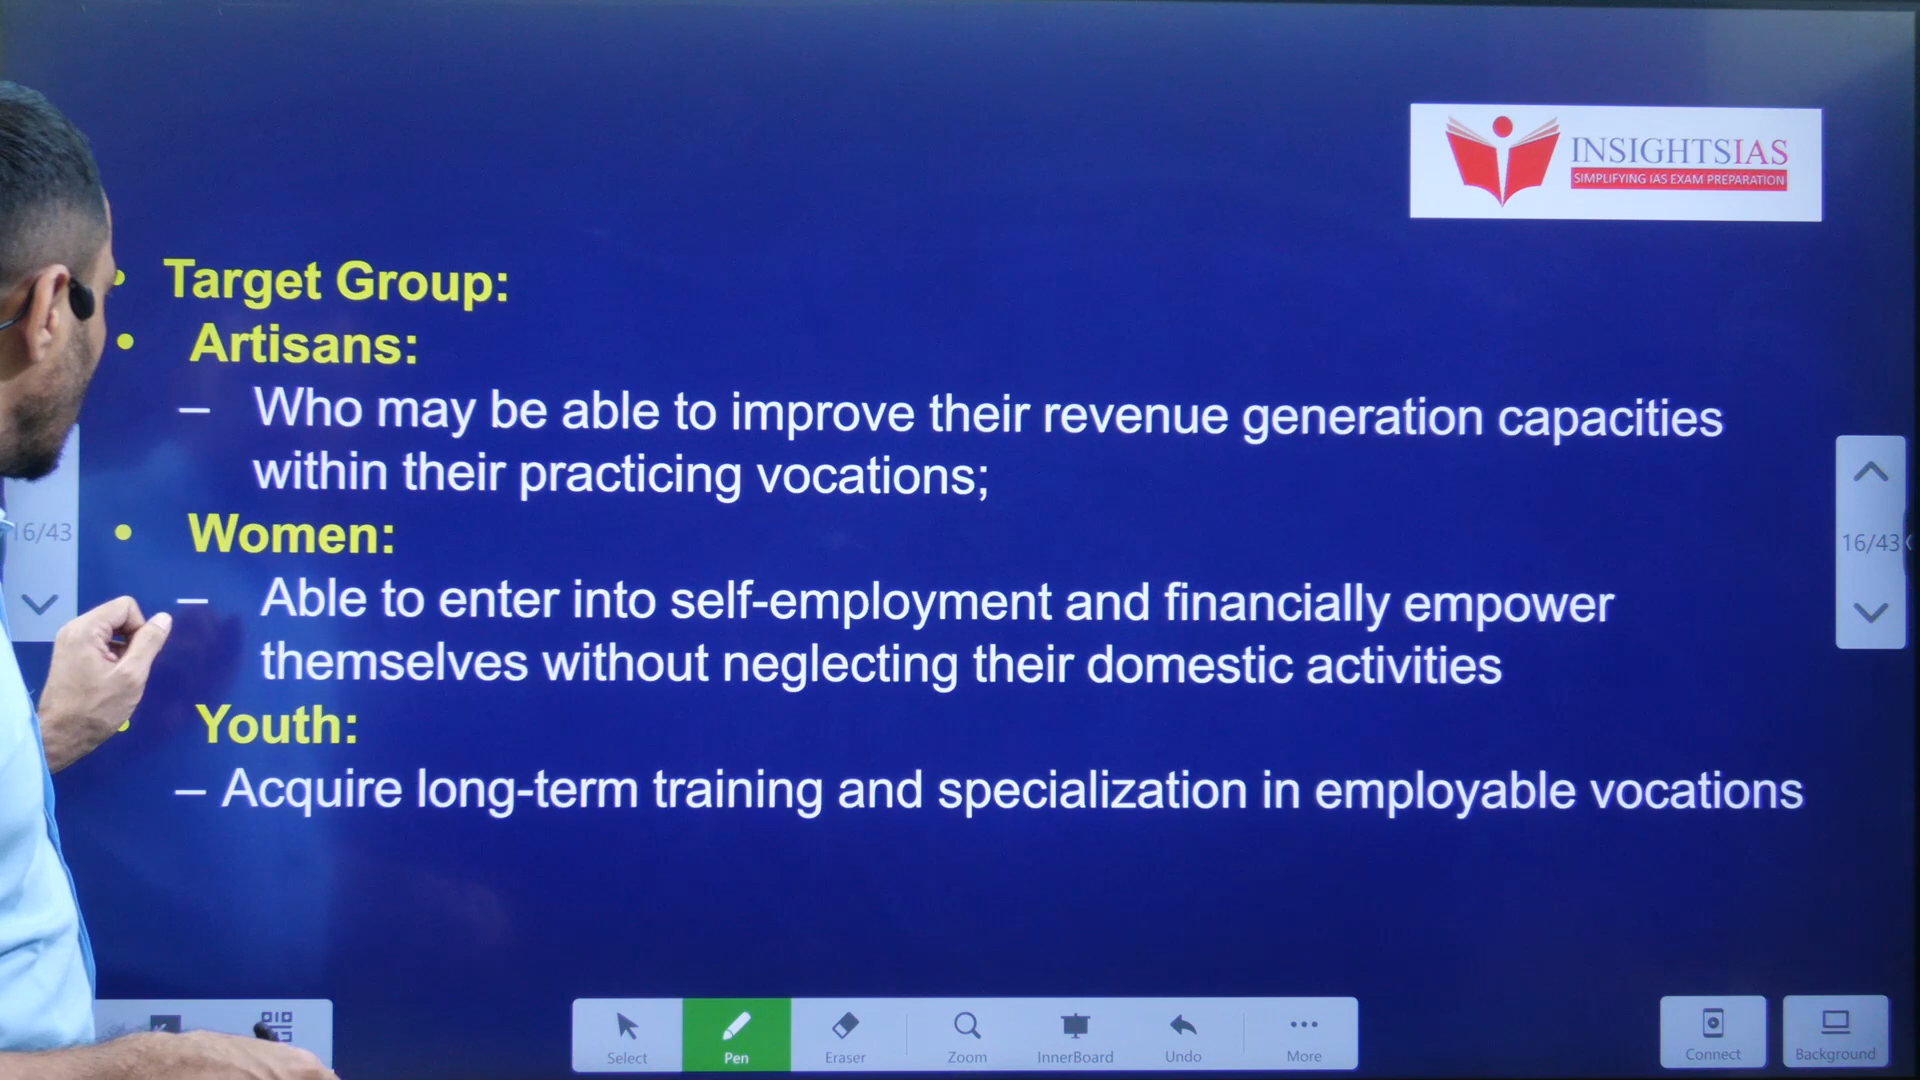 INSIGHTSIAS
SIMPLIFYING IAS EXAM PREPARATION
• Target Group:
• Artisans:
– Who may be able to improve their revenue generation capacities
within their practicing vocations;
• Women:
– Able to enter into self-employment and financially empower
themselves without neglecting their domestic activities
• Youth:
– Acquire long-term training and specialization in employable vocations
16/43
16/43
Select Pen Eraser Zoom InnerBoard Undo More
Connect Background